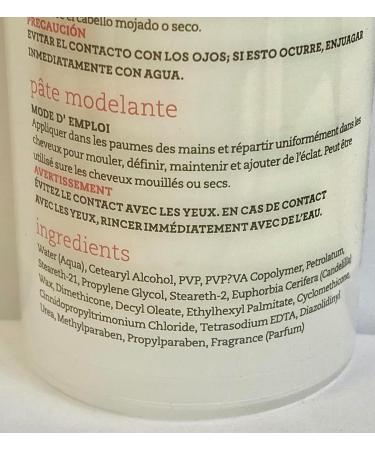 el cabello mojado o seco.
PRECAUCIÓN
EVITAR EL CONTACTO CON LOS OJOS; SI ESTO OCURRE, ENJUAGAR
INMEDIATAMENTE CON AGUA.
pâte modelante
MODE D' EMPLOI
Appliquer dans les paumes des mains et répartir uniformément dans les
cheveux pour mouler, définir, maintenir et ajouter de l'éclat. Peut être
utilisé sure les cheveux mouillés ou secs.
AVERTISSEMENT
ÉVITEZ LE CONTACT AVEC LES YEUX. EN CAS DE CONTACT
AVEC LES YEUX, RINCER IMMÉDIATEMENT AVEC DE L'EAU.
ingredients
Water (Aqua), Cetearyl Alcohol, PVP, PVP?VA Copolymer, Petrolatum,
Steareth-21, Propylene Glycol, Steareth-2, Euphorbia Cerifera (Candelilla)
Wax, Dimethicone, Decyl Oleate, Ethylhexyl Palmitate, Cyclomethicone,
Cinnidopropyltrimonium Chloride, Tetrasodium EDTA, Diazolidinyl
Urea, Methylparaben, Propylparaben, Fragrance (Parfum)